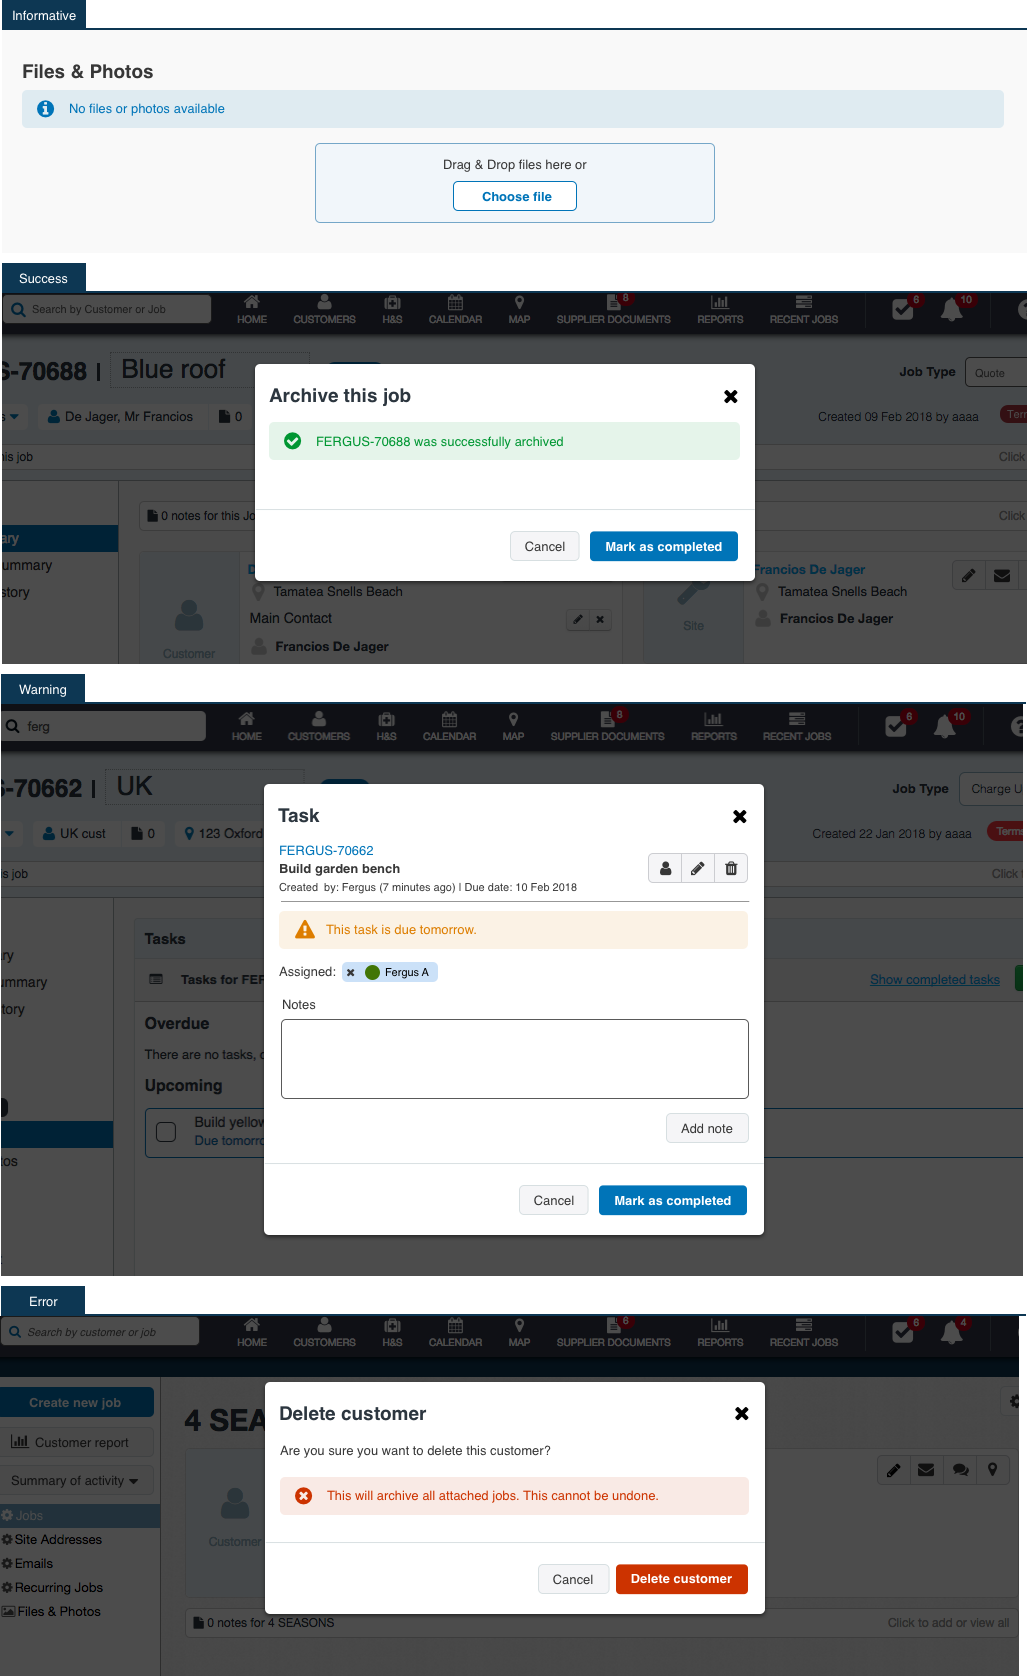 Informative
Files & Photos
No files or photos available
Drag & Drop files here or
Choose file
Success
Search by Customer or Job
HOME CUSTOMERS H&S CALENDAR MAP SUPPLIER DOCUMENTS 8 REPORTS RECENT JOBS 6 10
S-70688 | Blue roof
Job Type Quote
De Jager, Mr Francios 0
Created 09 Feb 2018 by aaaa
his job
Click
Archive this job
FERGUS-70688 was successfully archived
Cancel
Mark as completed
0 notes for this Jo
Click
ary
ummary
story
Tamatea Snells Beach
Main Contact
Francios De Jager
Customer
Francios De Jager
Tamatea Snells Beach
Francios De Jager
Site
Warning
ferg
HOME CUSTOMERS H&S CALENDAR MAP SUPPLIER DOCUMENTS 8 REPORTS RECENT JOBS 6 10
S-70662 | UK
Job Type Charge U
UK cust 0 123 Oxford
Created 22 Jan 2018 by aaaa
Terms
s job
Click
Task
FERGUS-70662
Build garden bench
Created by: Fergus (7 minutes ago) | Due date: 10 Feb 2018
This task is due tomorrow.
Assigned: Fergus A
Notes
Add note
Cancel
Mark as completed
ry
ummary
tory
tos
Tasks
Tasks for FER
Show completed tasks
Overdue
There are no tasks, c
Upcoming
Build yellow
Due tomorro
Error
Search by customer or job
HOME CUSTOMERS H&S CALENDAR MAP SUPPLIER DOCUMENTS 6 REPORTS RECENT JOBS 6 4
Create new job
Customer report
Summary of activity
Jobs
Site Addresses
Emails
Recurring Jobs
Files & Photos
4 SEA
Customer
Delete customer
Are you sure you want to delete this customer?
This will archive all attached jobs. This cannot be undone.
Cancel
Delete customer
0 notes for 4 SEASONS
Click to add or view all